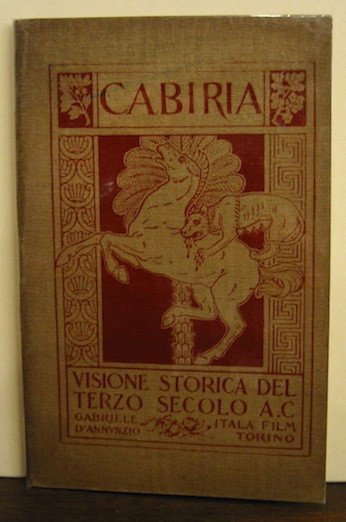 CABIRIA
VISIONE STORICA DEL
TERZO SECOLO A.C
GABRIELE ITALA FILM
D'ANNVNZIO TORINO